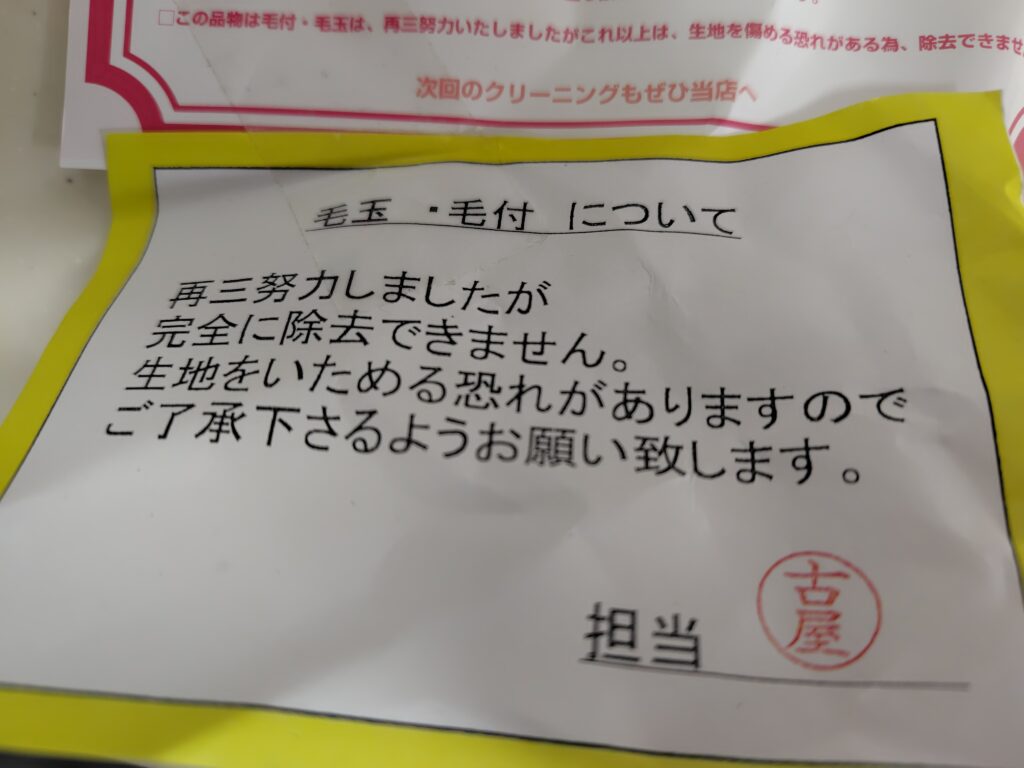 □この品物は毛付・毛玉は、再三努力いたしましたがこれ以上は、生地を傷める恐れがある為、除去できませ
次回のクリーニングもぜひ当店へ
毛玉 ・毛付 について
再三努力しましたが
完全に除去できません。
生地をいためる恐れがありますので
ご了承下さるようお願い致します。
担当 古屋